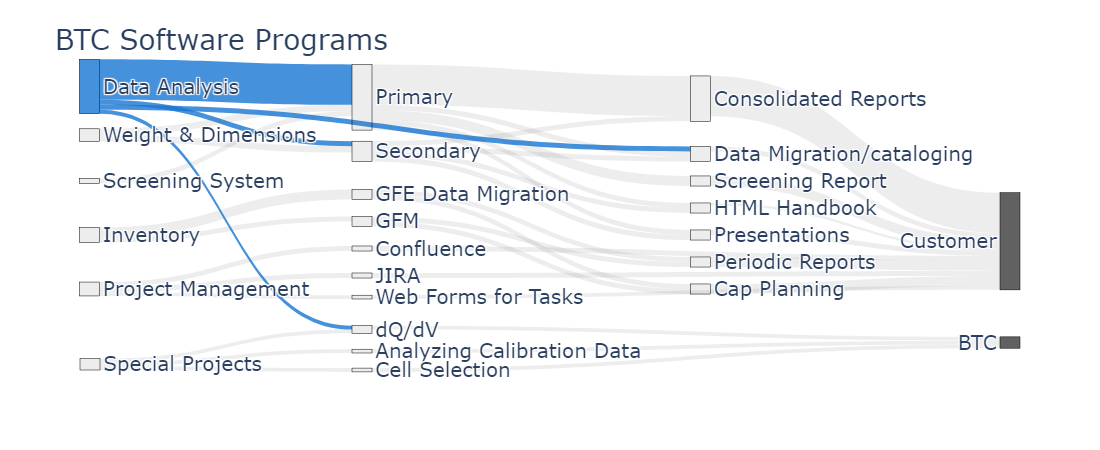 BTC Software Programs
Data Analysis
Weight & Dimensions
Screening System
Inventory
Project Management
Special Projects
Primary
Secondary
GFE Data Migration
GFM
Confluence
JIRA
Web Forms for Tasks
dQ/dV
Analyzing Calibration Data
Cell Selection
Consolidated Reports
Data Migration/cataloging
Screening Report
HTML Handbook
Presentations
Periodic Reports
Cap Planning
Customer
BTC